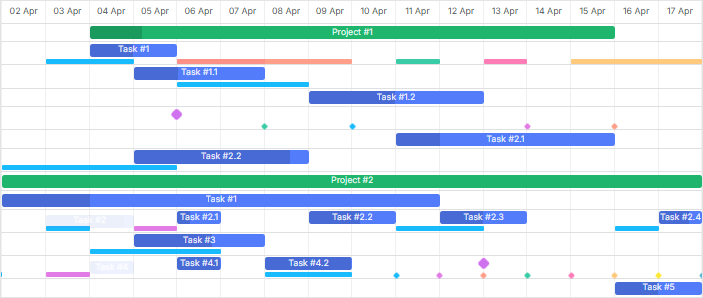 02 Apr 03 Apr 04 Apr 05 Apr 06 Apr 07 Apr 08 Apr 09 Apr 10 Apr 11 Apr 12 Apr 13 Apr 14 Apr 15 Apr 16 Apr 17 Apr
Project #1
Task #1
Task #1.1
Task #1.2
Task #2.1
Task #2.2
Project #2
Task #1
Task #2 Task #2.1 Task #2.2 Task #2.3 Task #2.4
Task #3
Task #4 Task #4.1 Task #4.2
Task #5